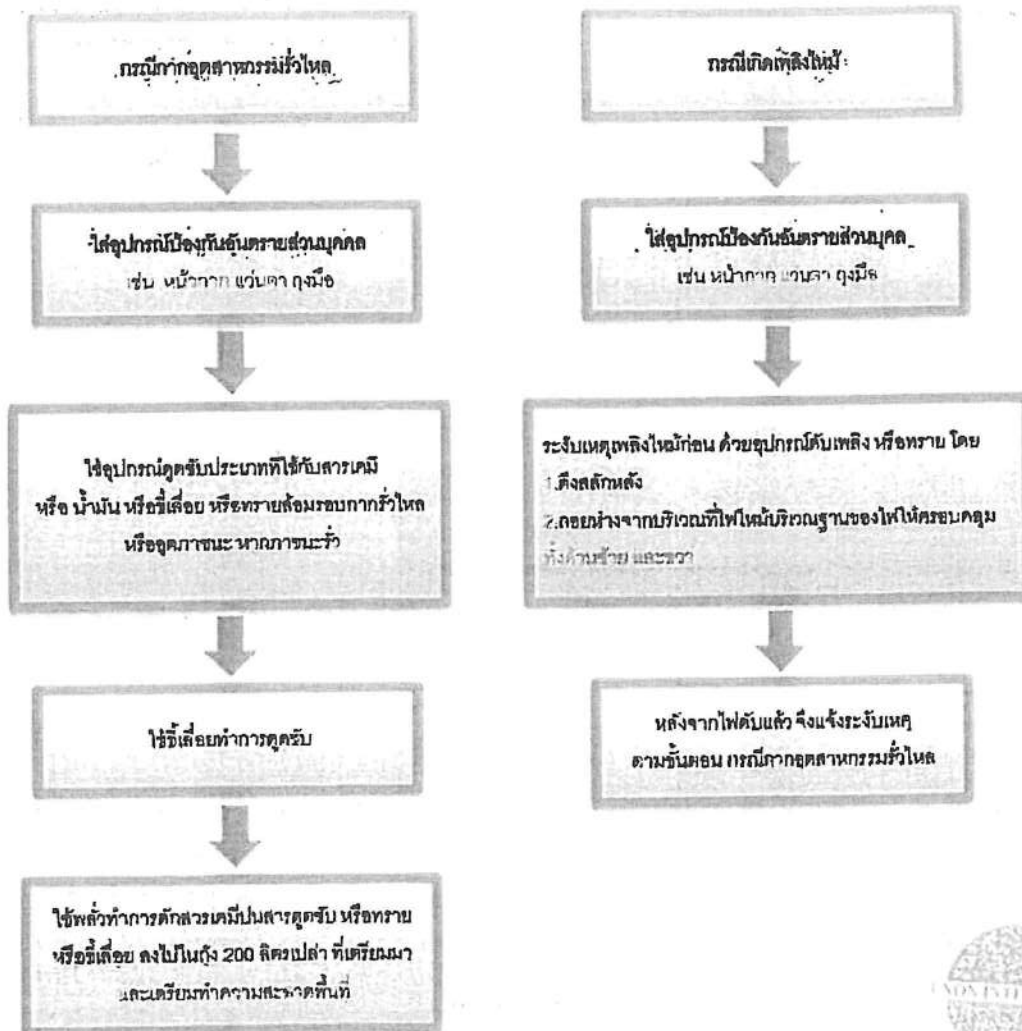 กรณีกากอุตสาหกรรมรั่วไหล
ใส่อุปกรณ์ป้องกันอันตรายส่วนบุคคล
เช่น หน้ากาก แว่นตา ถุงมือ
ใช้อุปกรณ์ดูดซับประเภทที่ใช้กับสารเคมี
หรือ น้ำมัน หรือขี้เลื่อย หรือทรายล้อมรอบกากรั่วไหล
หรืออุดภาชนะ หากภาชนะรั่ว
ใช้ขี้เลื่อยทำการดูดซับ
ใช้พลั่วทำการตักสารเคมีปนสารดูดซับ หรือทราย
หรือขี้เลื่อย ลงไปในถัง 200 ลิตรเปล่า ที่เตรียมมา
และเตรียมทำความสะอาดพื้นที่
กรณีเกิดเพลิงไหม้
ใส่อุปกรณ์ป้องกันอันตรายส่วนบุคคล
เช่น หน้ากาก แว่นตา ถุงมือ
ระงับเหตุเพลิงไหม้ก่อน ด้วยอุปกรณ์ดับเพลิง หรือทราย โดย
1.ดึงสลักหลัง
2.ถอยห่างจากบริเวณที่ไฟไหม้บริเวณฐานของไฟให้ครอบคลุม
ทั้งด้านซ้าย และขวา
หลังจากไฟดับแล้ว จึงแจ้งระงับเหตุ
ตามขั้นตอน กรณีกากอุตสาหกรรมรั่วไหล